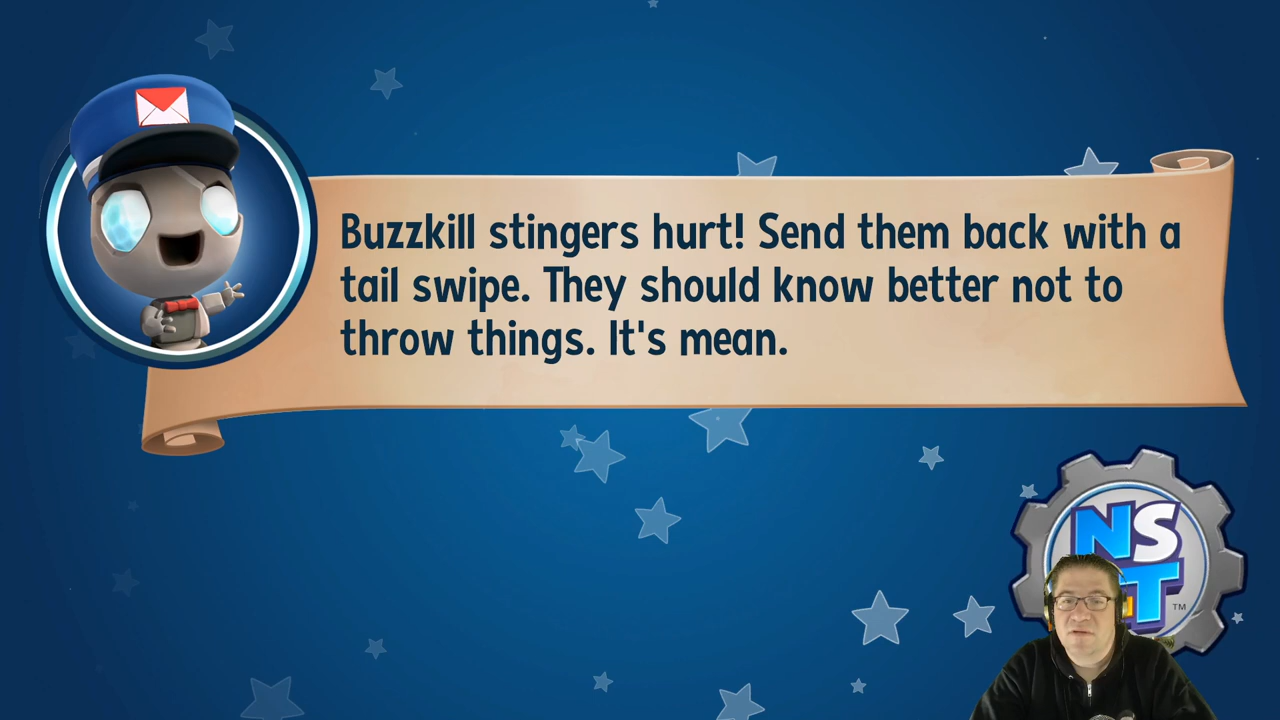 Buzzkill stingers hurt! Send them back with a
tail swipe. They should know better not to
throw things. It's mean.
NS
T TM